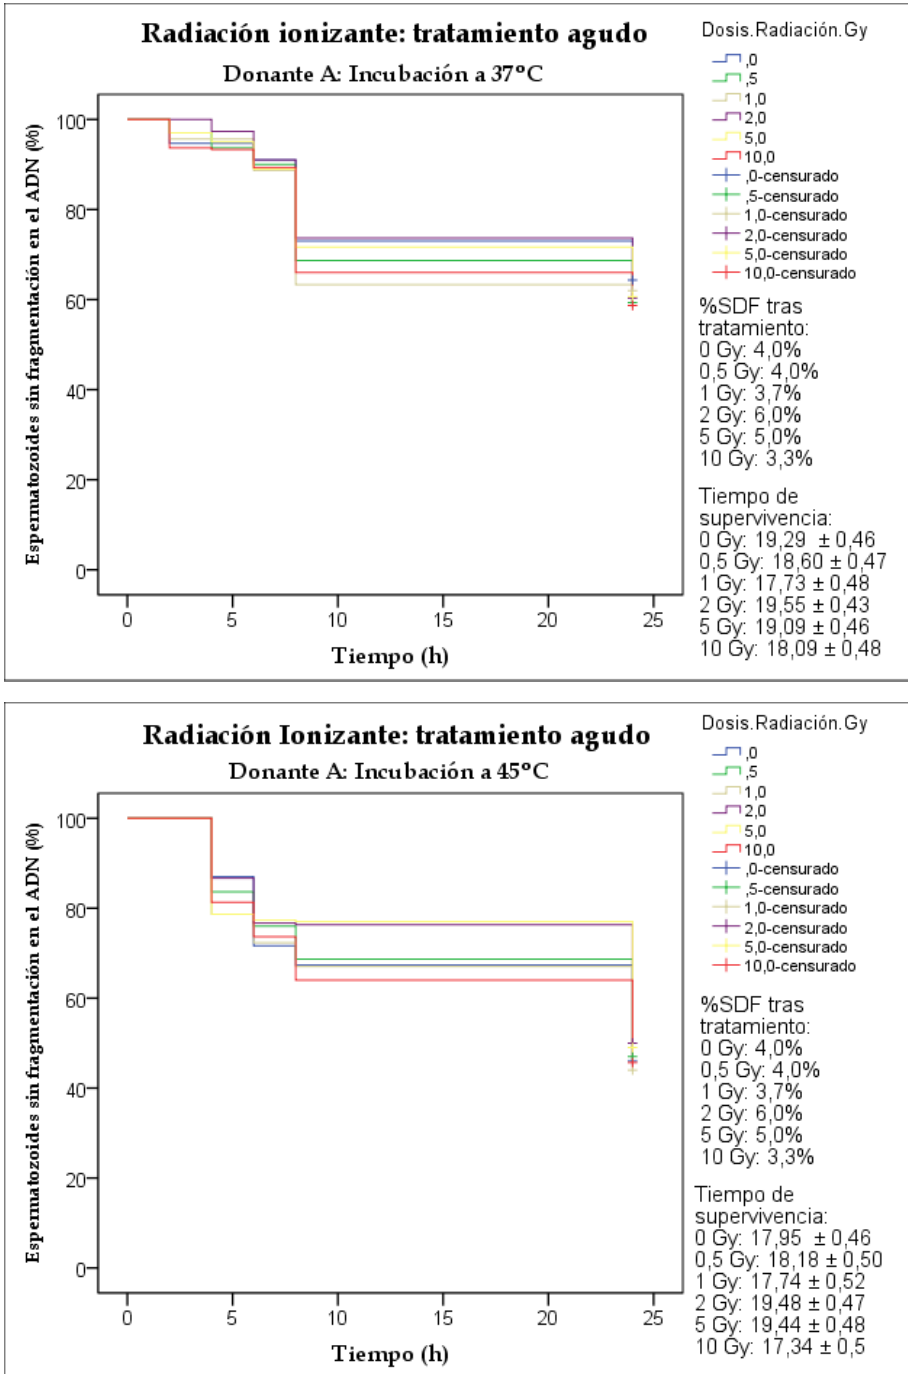 Radiación ionizante: tratamiento agudo
Donante A: Incubación a 37°C
Espermatozoides sin fragmentación en el ADN (%)
100
80
60
40
20
0
0
5
10
15
20
25
Tiempo (h)
Dosis.Radiación.Gy
,0
,5
1,0
2,0
5,0
10,0
,0-censurado
,5-censurado
1,0-censurado
2,0-censurado
5,0-censurado
10,0-censurado
%SDF tras
tratamiento:
0 Gy: 4,0%
0,5 Gy: 4,0%
1 Gy: 3,7%
2 Gy: 6,0%
5 Gy: 5,0%
10 Gy: 3,3%
Tiempo de
supervivencia:
0 Gy: 19,29 ± 0,46
0,5 Gy: 18,60 ± 0,47
1 Gy: 17,73 ± 0,48
2 Gy: 19,55 ± 0,43
5 Gy: 19,09 ± 0,46
10 Gy: 18,09 ± 0,48
Radiación Ionizante: tratamiento agudo
Donante A: Incubación a 45°C
Espermatozoides sin fragmentación en el ADN (%)
100
80
60
40
20
0
0
5
10
15
20
25
Tiempo (h)
Dosis.Radiación.Gy
,0
,5
1,0
2,0
5,0
10,0
,0-censurado
,5-censurado
1,0-censurado
2,0-censurado
5,0-censurado
10,0-censurado
%SDF tras
tratamiento:
0 Gy: 4,0%
0,5 Gy: 4,0%
1 Gy: 3,7%
2 Gy: 6,0%
5 Gy: 5,0%
10 Gy: 3,3%
Tiempo de
supervivencia:
0 Gy: 17,95 ± 0,46
0,5 Gy: 18,18 ± 0,50
1 Gy: 17,74 ± 0,52
2 Gy: 19,48 ± 0,47
5 Gy: 19,44 ± 0,48
10 Gy: 17,34 ± 0,5